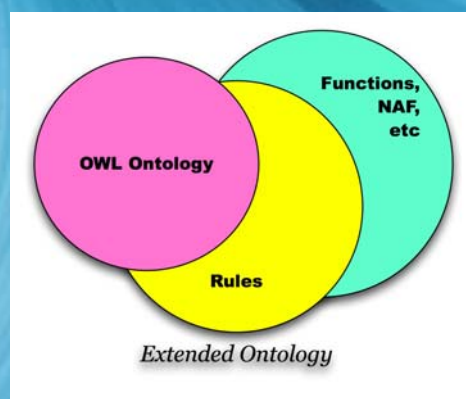 Functions,
NAF,
etc
OWL Ontology
Rules
Extended Ontology